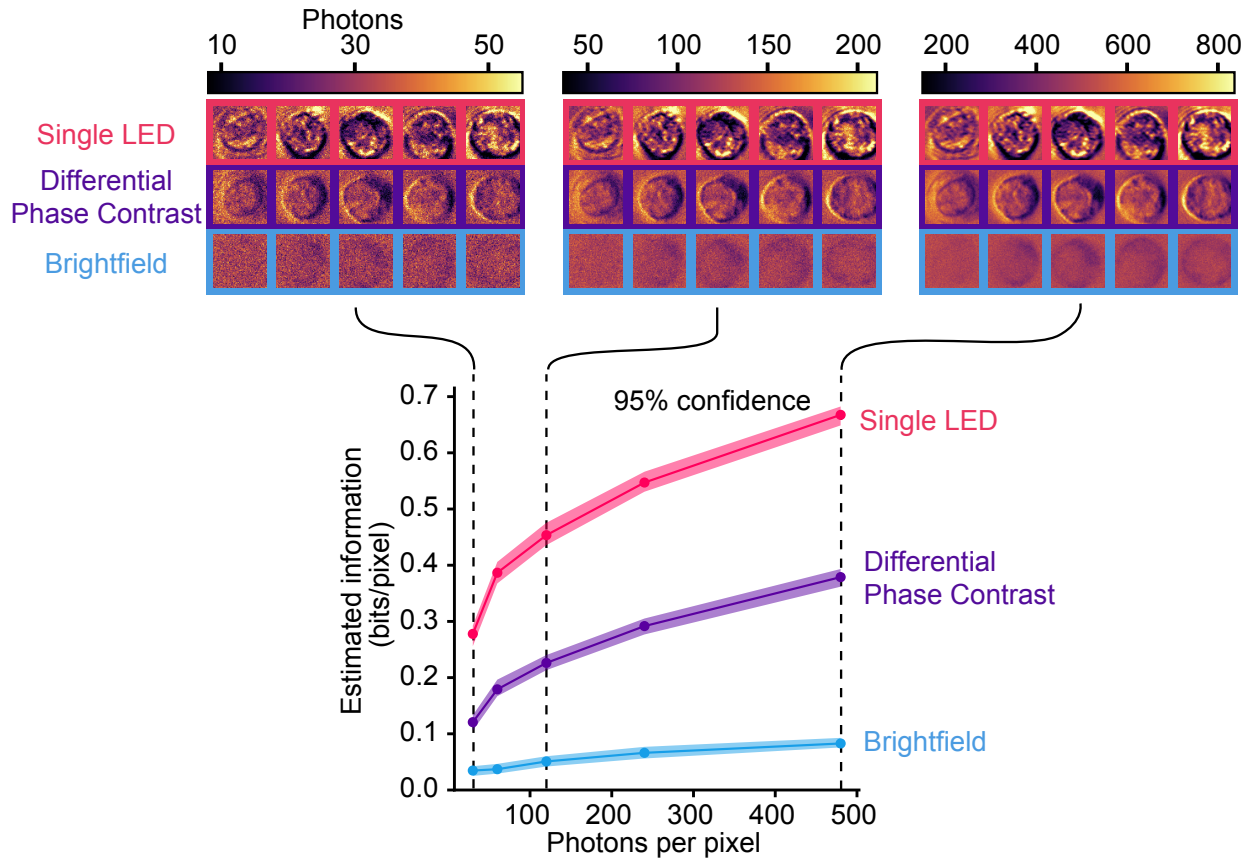 Photons
10 30 50
50 100 150 200
200 400 600 800
Single LED
Differential
Phase Contrast
Brightfield
0.7
0.6
0.5
0.4
0.3
0.2
0.1
0.0
Estimated information
(bits/pixel)
95% confidence
Single LED
Differential
Phase Contrast
Brightfield
100 200 300 400 500
Photons per pixel